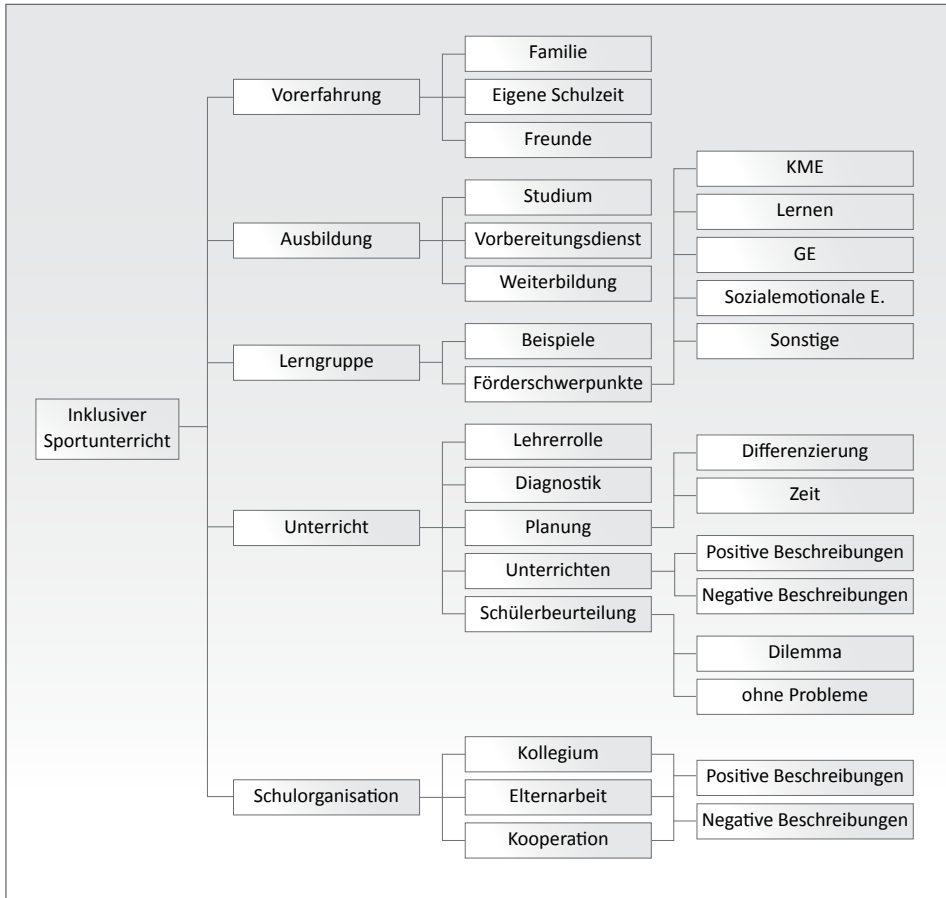 Inklusiver
Sportunterricht
Vorerfahrung
Familie
Eigene Schulzeit
Freunde
Ausbildung
Studium
Vorbereitungsdienst
Weiterbildung
Lerngruppe
Beispiele
Förderschwerpunkte
KME
Lernen
GE
Sozialemotionale E.
Sonstige
Unterricht
Lehrerrolle
Diagnostik
Planung
Differenzierung
Zeit
Unterrichten
Positive Beschreibungen
Negative Beschreibungen
Schülerbeurteilung
Dilemma
ohne Probleme
Schulorganisation
Kollegium
Elternarbeit
Kooperation
Positive Beschreibungen
Negative Beschreibungen